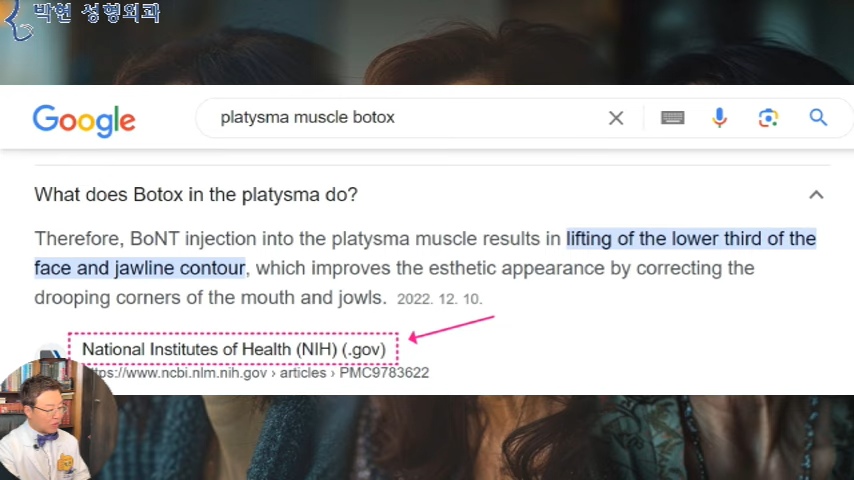 박현 성형외과
Google
platysma muscle botox
What does Botox in the platysma do?
Therefore, BoNT injection into the platysma muscle results in lifting of the lower third of the
face and jawline contour, which improves the esthetic appearance by correcting the
drooping corners of the mouth and jowls. 2022. 12. 10.
National Institutes of Health (NIH) (.gov)
ttps://www.ncbi.nlm.nih.gov › articles › PMC9783622